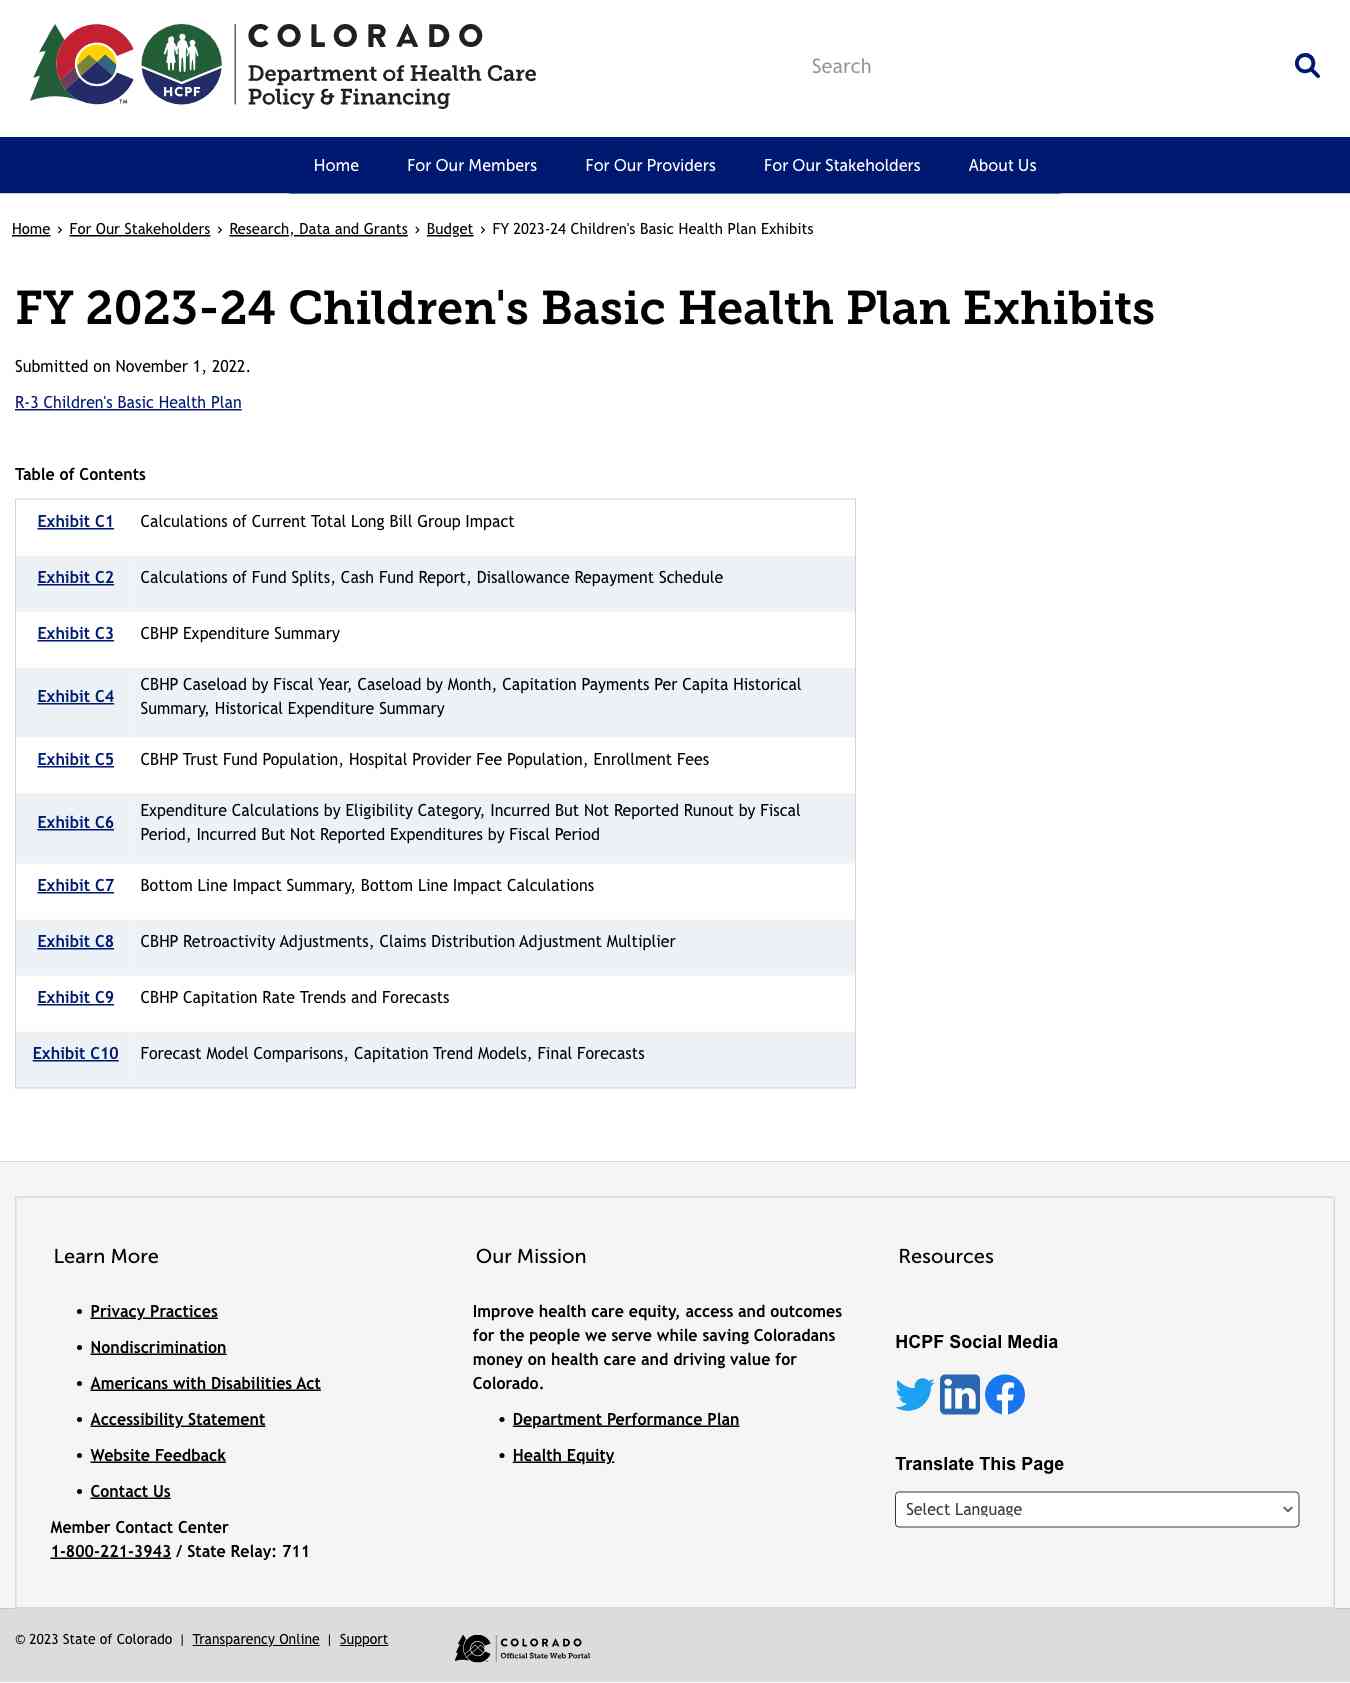 COLORADO
Department of Health Care
Policy & Financing
HCPF
TM
Search
Home For Our Members For Our Providers For Our Stakeholders About Us
Home › For Our Stakeholders › Research, Data and Grants › Budget › FY 2023-24 Children's Basic Health Plan Exhibits
FY 2023-24 Children's Basic Health Plan Exhibits
Submitted on November 1, 2022.
R-3 Children's Basic Health Plan
Table of Contents
Exhibit C1 Calculations of Current Total Long Bill Group Impact
Exhibit C2 Calculations of Fund Splits, Cash Fund Report, Disallowance Repayment Schedule
Exhibit C3 CBHP Expenditure Summary
Exhibit C4 CBHP Caseload by Fiscal Year, Caseload by Month, Capitation Payments Per Capita Historical
Summary, Historical Expenditure Summary
Exhibit C5 CBHP Trust Fund Population, Hospital Provider Fee Population, Enrollment Fees
Exhibit C6 Expenditure Calculations by Eligibility Category, Incurred But Not Reported Runout by Fiscal
Period, Incurred But Not Reported Expenditures by Fiscal Period
Exhibit C7 Bottom Line Impact Summary, Bottom Line Impact Calculations
Exhibit C8 CBHP Retroactivity Adjustments, Claims Distribution Adjustment Multiplier
Exhibit C9 CBHP Capitation Rate Trends and Forecasts
Exhibit C10 Forecast Model Comparisons, Capitation Trend Models, Final Forecasts
Learn More
• Privacy Practices
• Nondiscrimination
• Americans with Disabilities Act
• Accessibility Statement
• Website Feedback
• Contact Us
Member Contact Center
1-800-221-3943 / State Relay: 711
Our Mission
Improve health care equity, access and outcomes
for the people we serve while saving Coloradans
money on health care and driving value for
Colorado.
• Department Performance Plan
• Health Equity
Resources
HCPF Social Media
in
Translate This Page
Select Language
© 2023 State of Colorado | Transparency Online | Support
COLORADO
Official State Web Portal